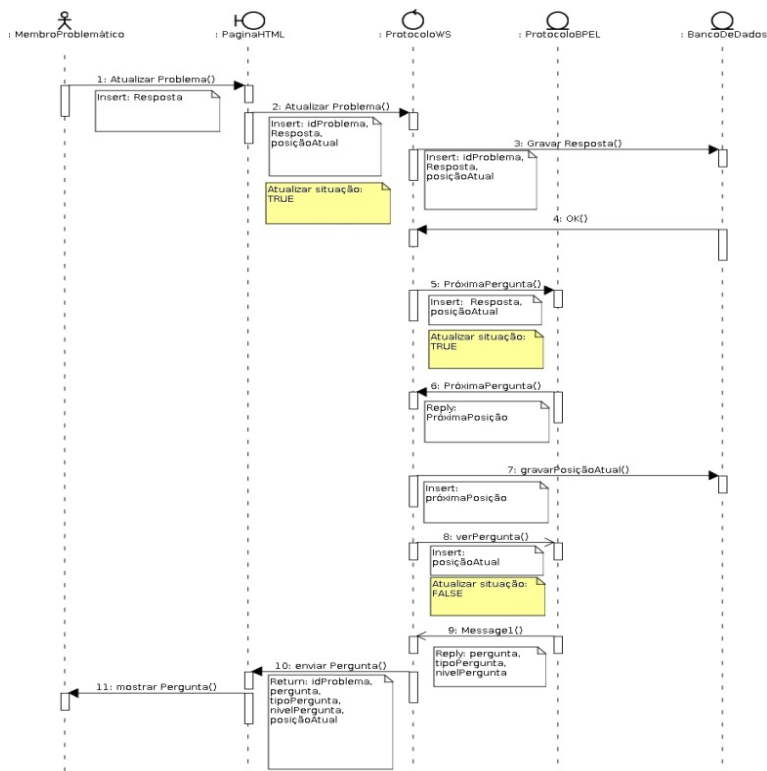 : MembroProblemático
: PaginaHTML
: ProtocoloWS
: ProtocoloBPEL
: BancoDeDados
1: Atualizar Problema()
Insert: Resposta
2: Atualizar Problema()
Insert: idProblema,
Resposta,
posiçãoAtual
Atualizar situação:
TRUE
3: Gravar Resposta()
Insert: idProblema,
Resposta,
posiçãoAtual
4: OK()
5: PróximaPergunta()
Insert: Resposta,
posiçãoAtual
Atualizar situação:
TRUE
6: PróximaPergunta()
Reply:
PróximaPosição
7: gravarPosiçãoAtual()
Insert:
próximaPosição
8: verPergunta()
Insert:
posiçãoAtual
Atualizar situação:
FALSE
9: Message1()
Reply: pergunta,
tipoPergunta,
nivelPergunta
10: enviar Pergunta()
Return: idProblema,
pergunta,
tipoPergunta,
nivelPergunta,
posiçãoAtual
11: mostrar Pergunta()